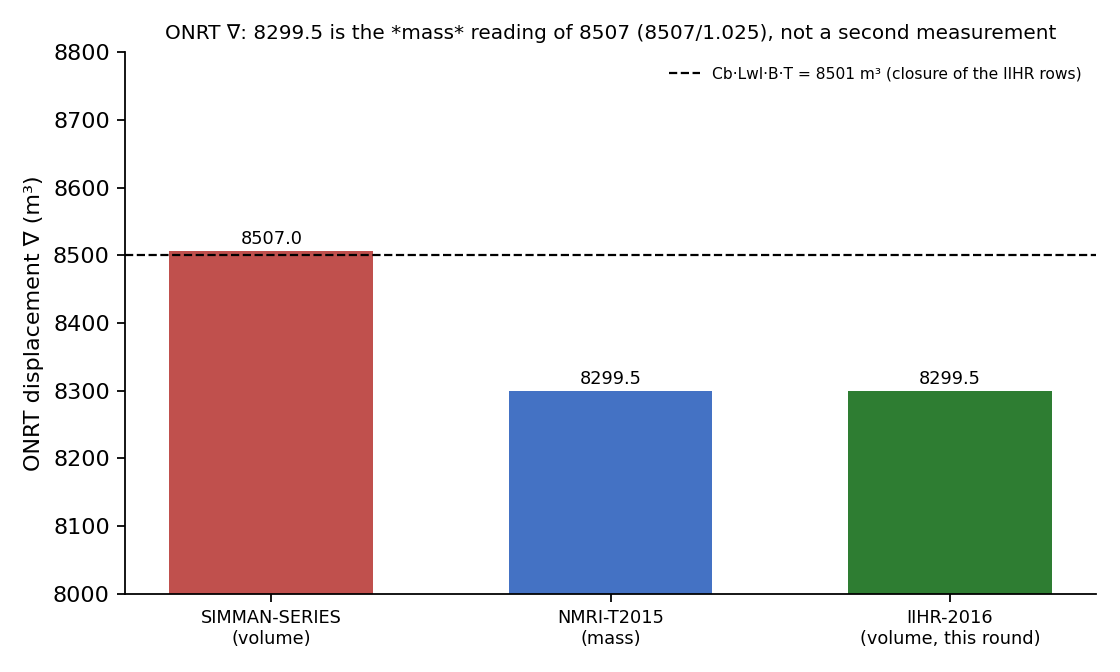 ONRT ∇: 8299.5 is the *mass* reading of 8507 (8507/1.025), not a second measurement
Cb·Lwl·B·T = 8501 m³ (closure of the IIHR rows)
ONRT displacement ∇ (m³)
8800
8700
8600
8500
8400
8300
8200
8100
8000
8507.0
8299.5
8299.5
SIMMAN-SERIES
(volume)
NMRI-T2015
(mass)
IIHR-2016
(volume, this round)